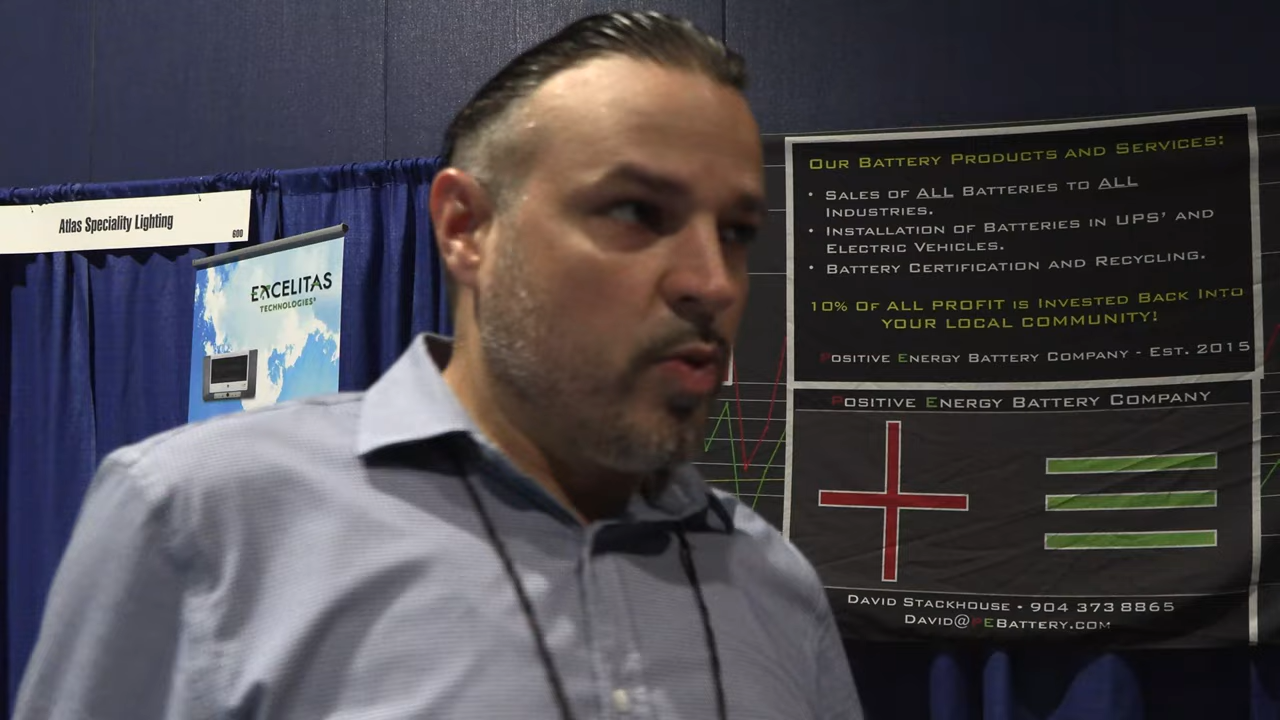 Atlas Speciality Lighting
600
EXCELITAS
TECHNOLOGIES®
OUR BATTERY PRODUCTS AND SERVICES:
• SALES OF ALL BATTERIES TO ALL
INDUSTRIES.
• INSTALLATION OF BATTERIES IN UPS' AND
ELECTRIC VEHICLES.
• BATTERY CERTIFICATION AND RECYCLING.
10% OF ALL PROFIT IS INVESTED BACK INTO
YOUR LOCAL COMMUNITY!
POSITIVE ENERGY BATTERY COMPANY - EST. 2015
POSITIVE ENERGY BATTERY COMPANY
DAVID STACKHOUSE • 904 373 8865
DAVID@PEBATTERY.COM